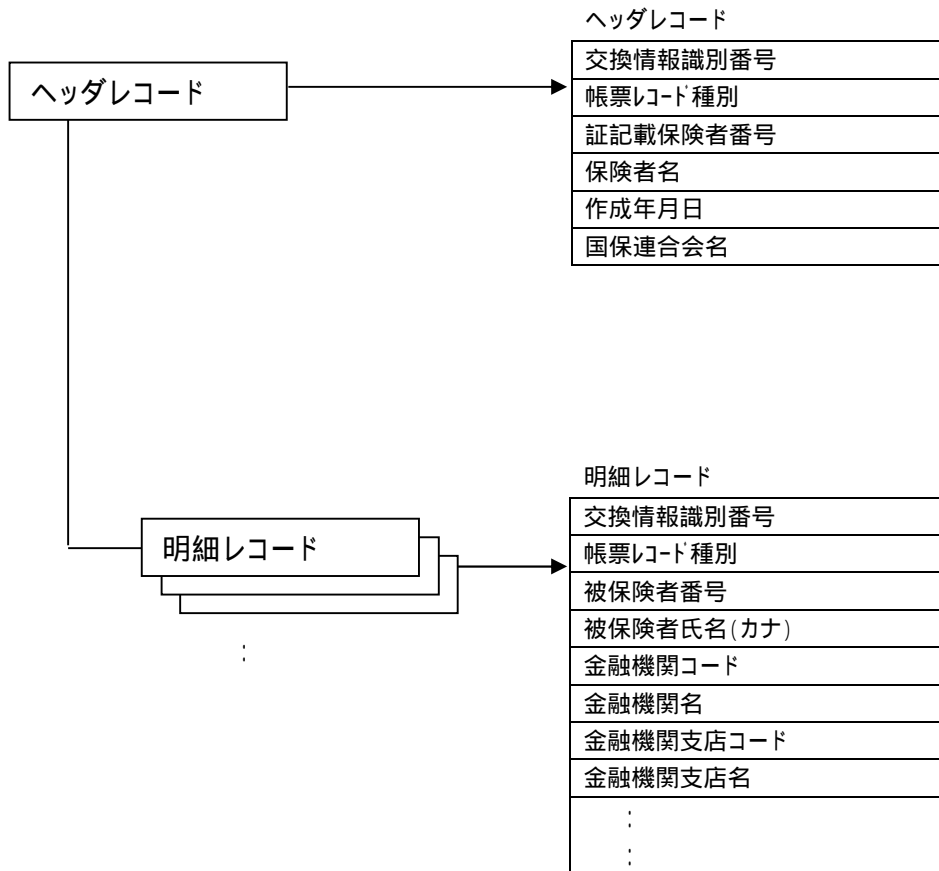 ヘッダレコード
ヘッダレコード
交換情報識別番号
帳票ﾚｺｰﾄﾞ種別
証記載保険者番号
保険者名
作成年月日
国保連合会名
明細レコード
明細レコード
交換情報識別番号
帳票ﾚｺｰﾄﾞ種別
被保険者番号
被保険者氏名(カナ)
金融機関コード
金融機関名
金融機関支店コード
金融機関支店名
:
:
: